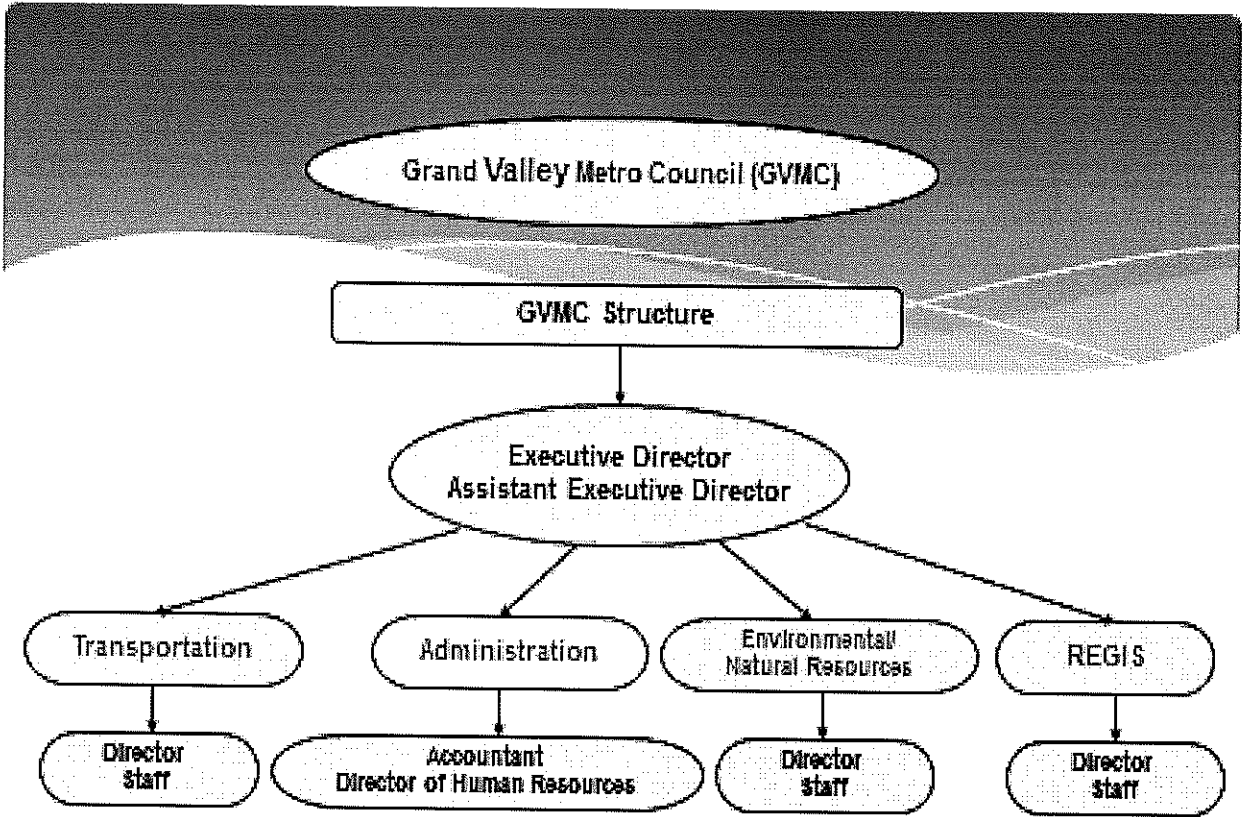 Grand Valley Metro Council (GVMC)
GVMC Structure
Executive Director
Assistant Executive Director
Transportation
Administration
Environmental/
Natural Resources
REGIS
Director
Staff
Accountant
Director of Human Resources
Director
Staff
Director
Staff